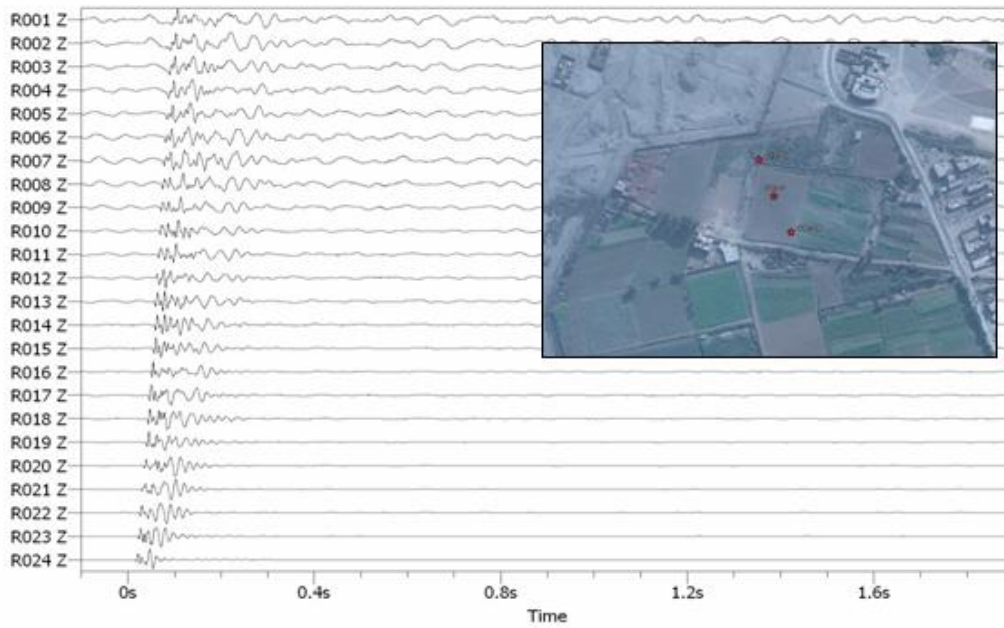 R001 Z
R002 Z
R003 Z
R004 Z
R005 Z
R006 Z
R007 Z
R008 Z
R009 Z
R010 Z
R011 Z
R012 Z
R013 Z
R014 Z
R015 Z
R016 Z
R017 Z
R018 Z
R019 Z
R020 Z
R021 Z
R022 Z
R023 Z
R024 Z
0s 0.4s 0.8s 1.2s 1.6s
Time